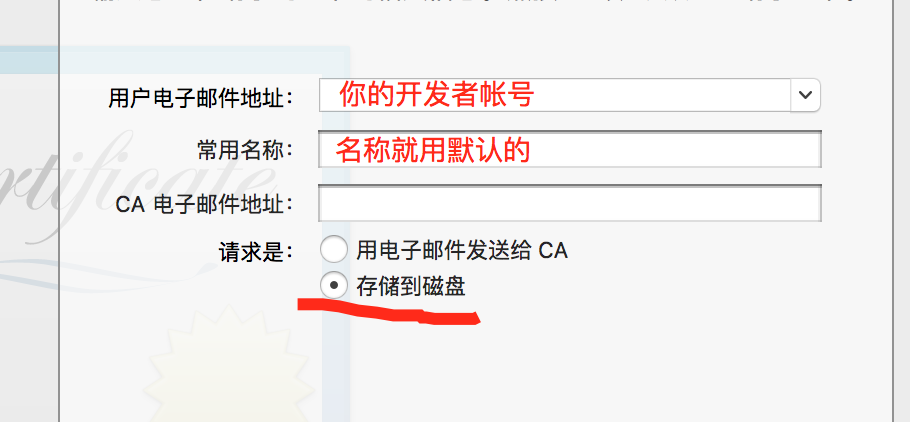 用户电子邮件地址： 你的开发者帐号
常用名称： 名称就用默认的
CA 电子邮件地址：
请求是： 用电子邮件发送给 CA
存储到磁盘
ertificate